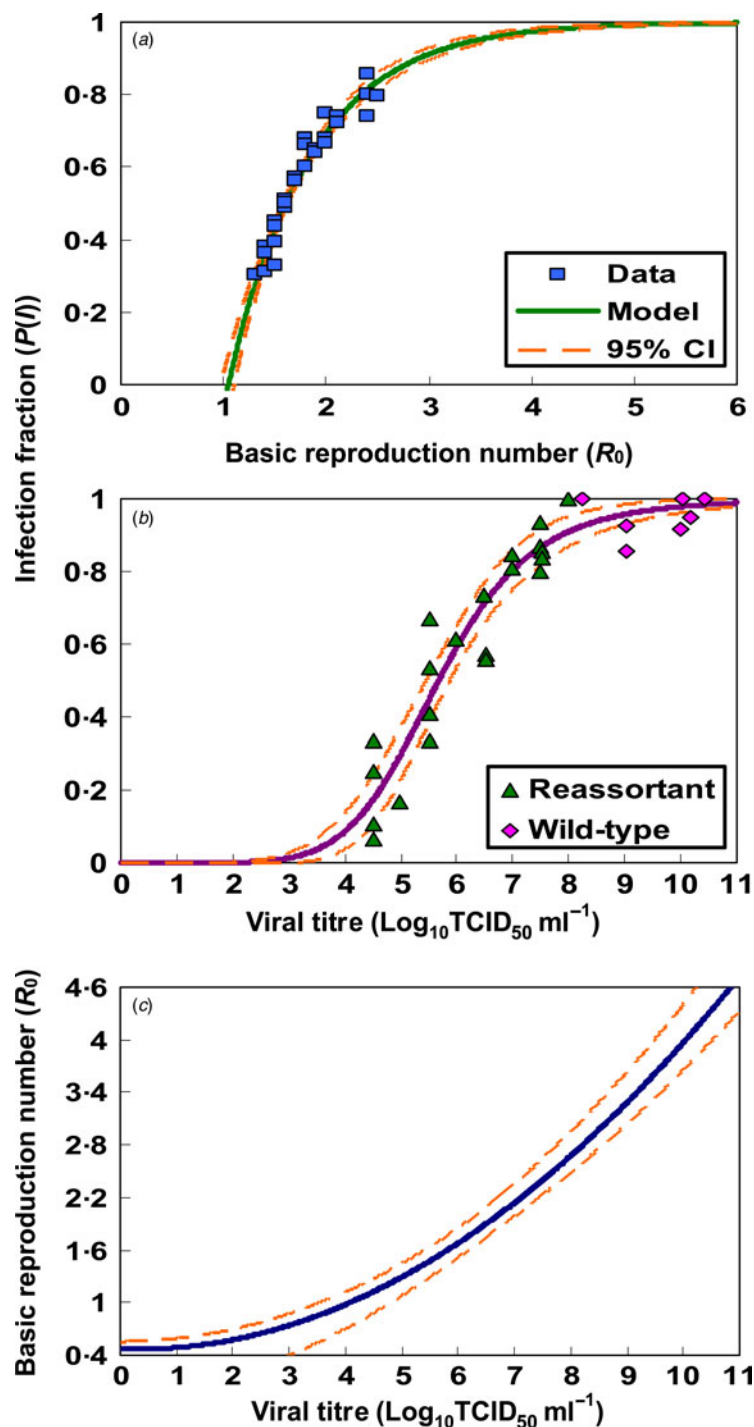 Infection fraction (P(I))
(a)
1
0·8
0·6
0·4
0·2
0
Data
Model
95% CI
0 1 2 3 4 5 6
Basic reproduction number (R0)
(b)
1
0·8
0·6
0·4
0·2
0
Reassortant
Wild-type
0 1 2 3 4 5 6 7 8 9 10 11
Viral titre (Log10TCID50 ml−1)
Basic reproduction number (R0)
(c)
4·6
4
3·4
2·8
2·2
1·6
1
0·4
0 1 2 3 4 5 6 7 8 9 10 11
Viral titre (Log10TCID50 ml−1)